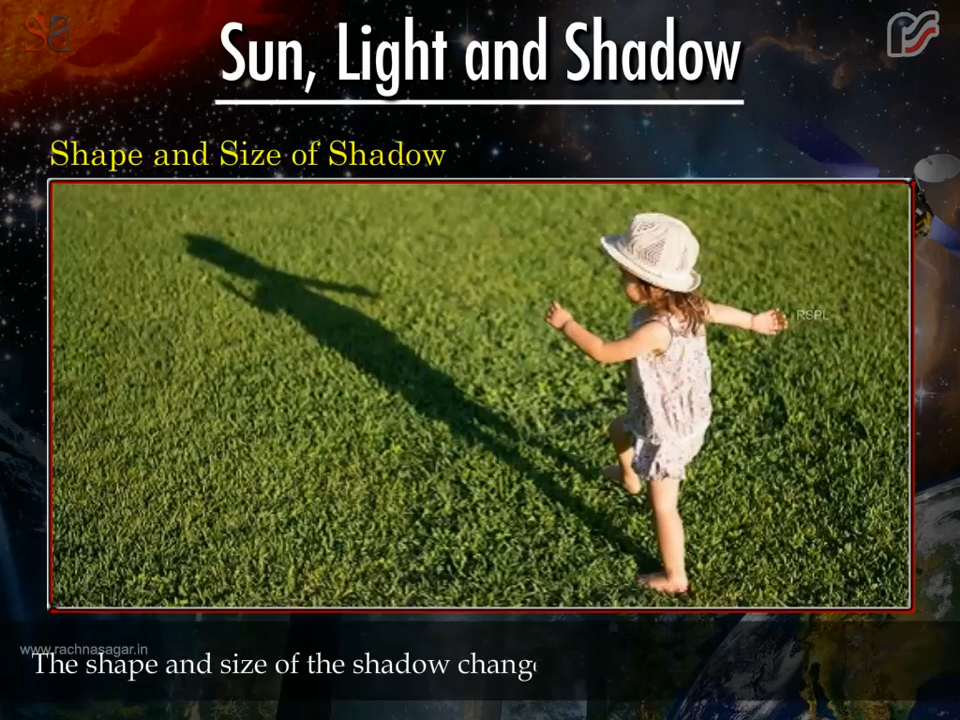 Sun, Light and Shadow
Shape and Size of Shadow
RSPL
www.rachnasagar.in
The shape and size of the shadow change